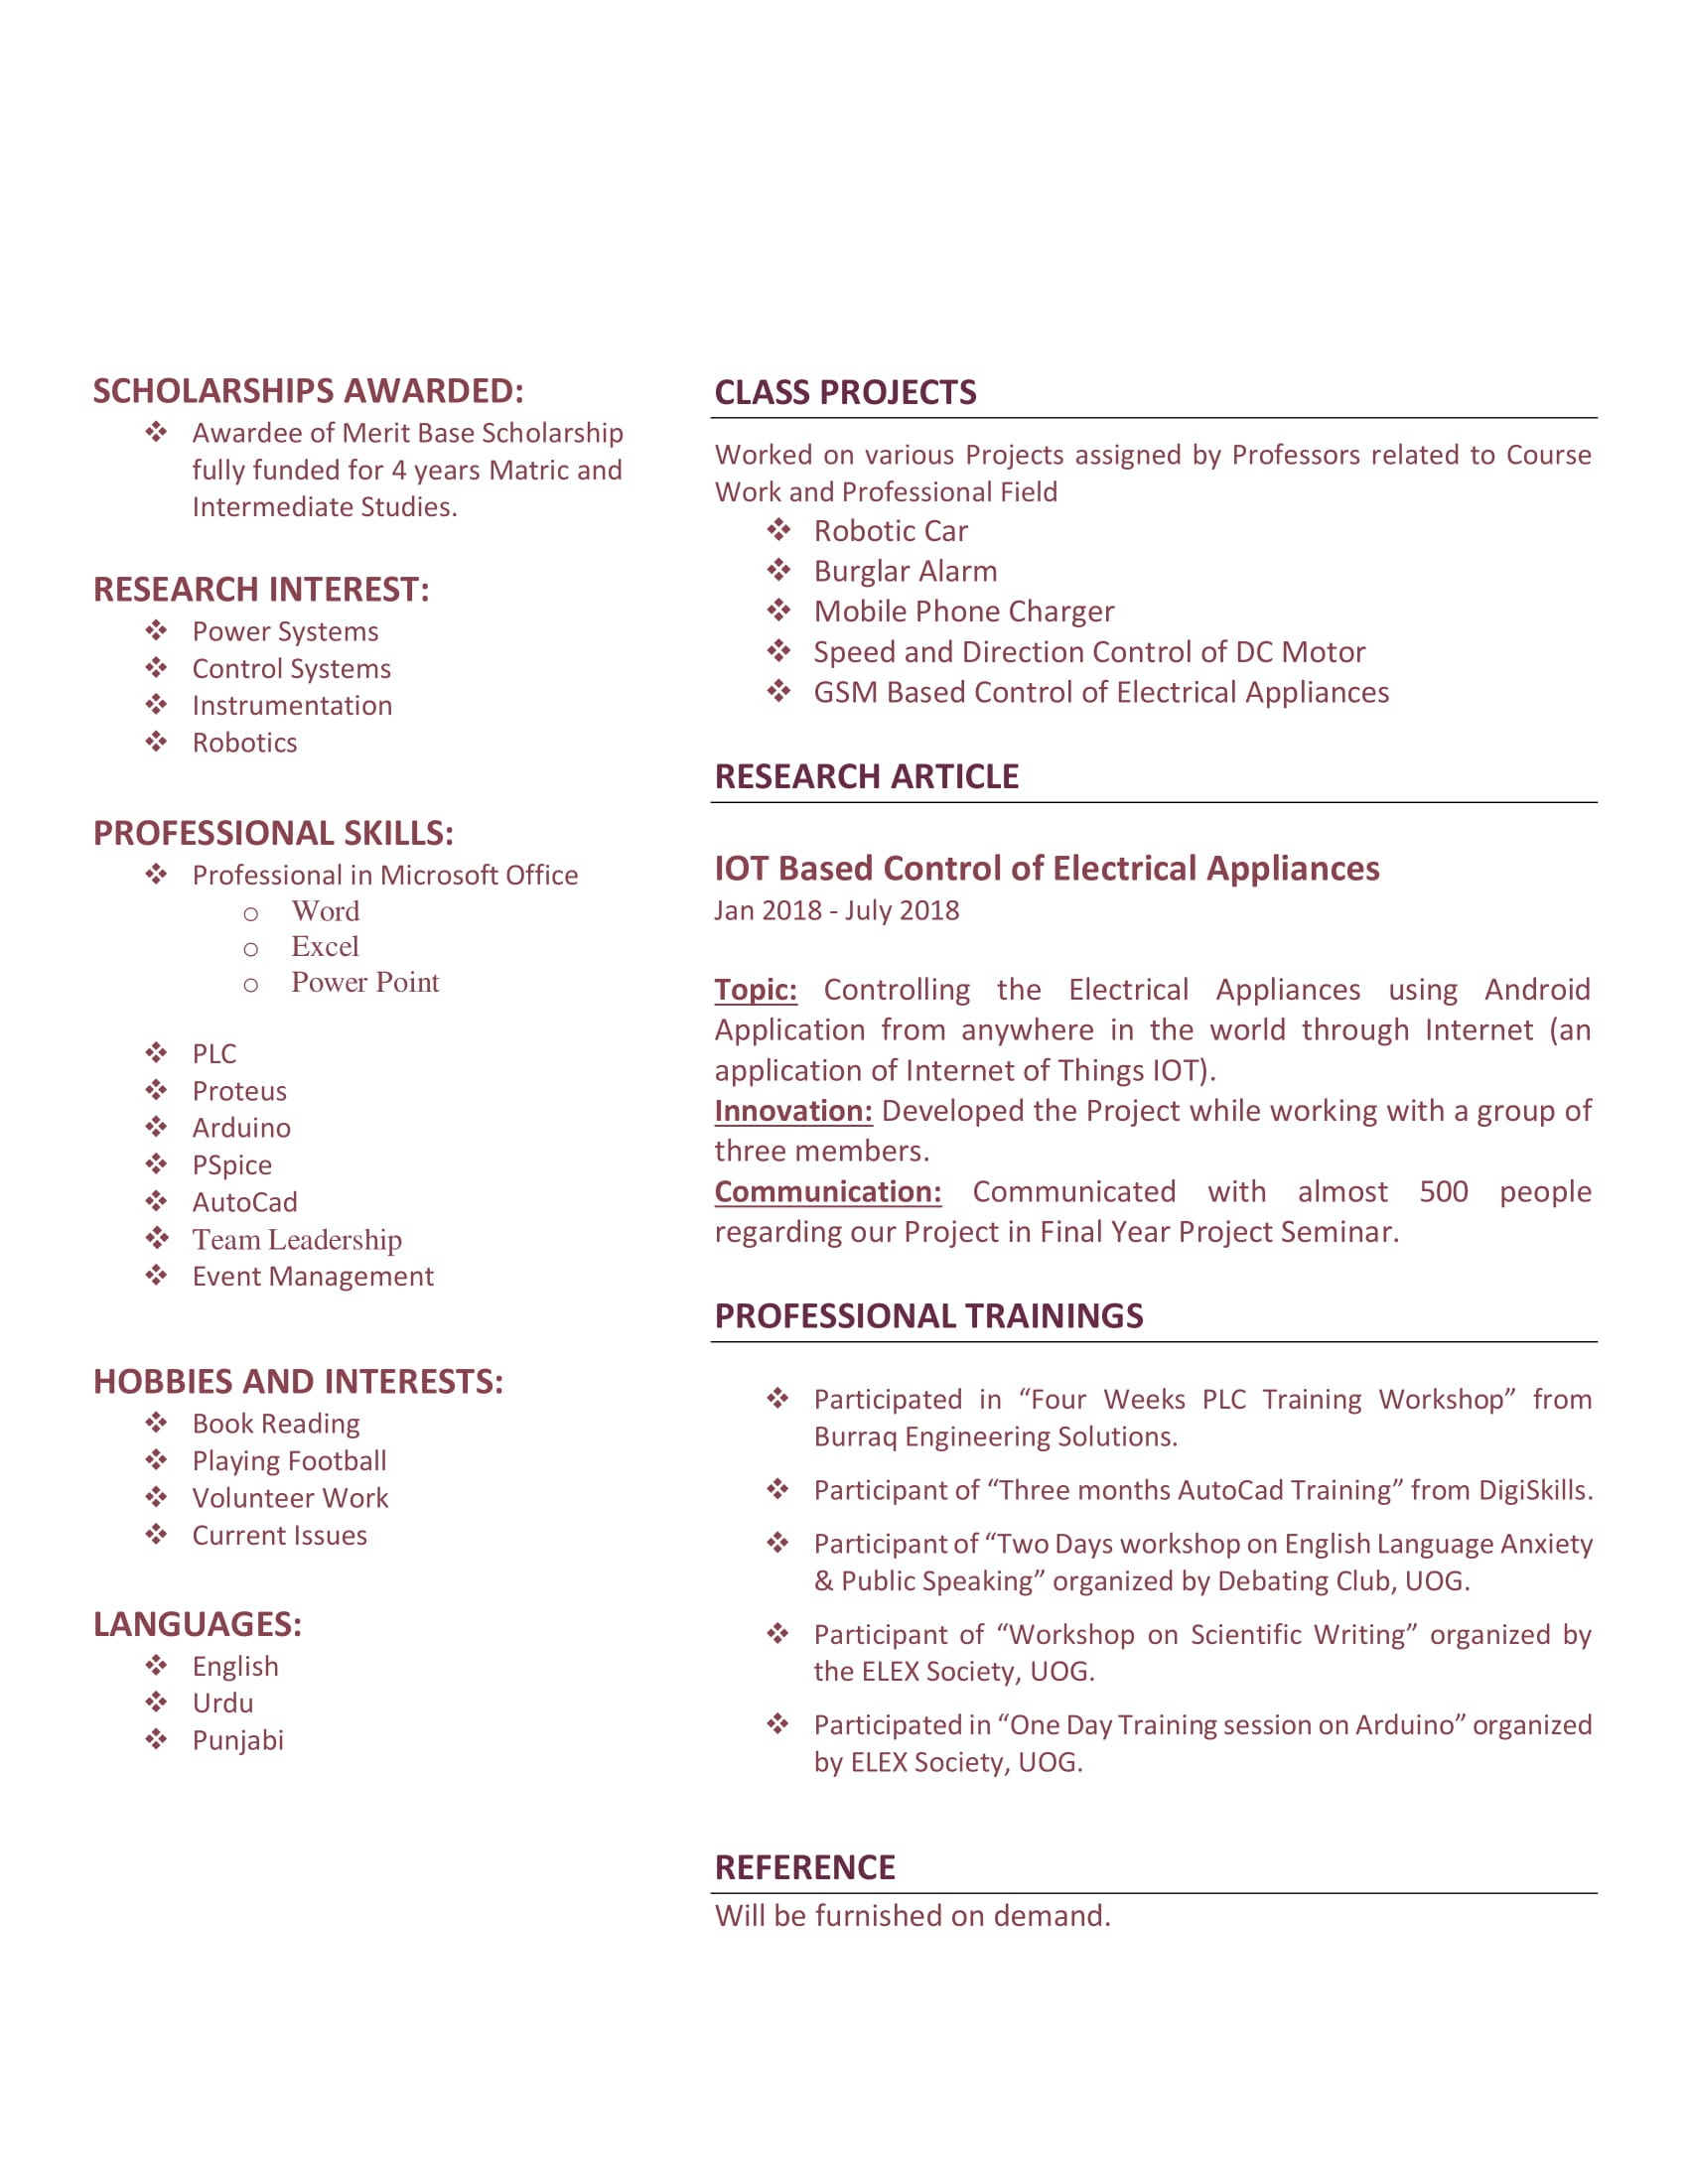 SCHOLARSHIPS AWARDED:
❖ Awardee of Merit Base Scholarship
fully funded for 4 years Matric and
Intermediate Studies.
RESEARCH INTEREST:
❖ Power Systems
❖ Control Systems
❖ Instrumentation
❖ Robotics
PROFESSIONAL SKILLS:
❖ Professional in Microsoft Office
o Word
o Excel
o Power Point
❖ PLC
❖ Proteus
❖ Arduino
❖ PSpice
❖ AutoCad
❖ Team Leadership
❖ Event Management
HOBBIES AND INTERESTS:
❖ Book Reading
❖ Playing Football
❖ Volunteer Work
❖ Current Issues
LANGUAGES:
❖ English
❖ Urdu
❖ Punjabi
CLASS PROJECTS
Worked on various Projects assigned by Professors related to Course
Work and Professional Field
❖ Robotic Car
❖ Burglar Alarm
❖ Mobile Phone Charger
❖ Speed and Direction Control of DC Motor
❖ GSM Based Control of Electrical Appliances
RESEARCH ARTICLE
IOT Based Control of Electrical Appliances
Jan 2018 - July 2018
Topic: Controlling the Electrical Appliances using Android
Application from anywhere in the world through Internet (an
application of Internet of Things IOT).
Innovation: Developed the Project while working with a group of
three members.
Communication: Communicated with almost 500 people
regarding our Project in Final Year Project Seminar.
PROFESSIONAL TRAININGS
❖ Participated in “Four Weeks PLC Training Workshop” from
Burraq Engineering Solutions.
❖ Participant of “Three months AutoCad Training” from DigiSkills.
❖ Participant of “Two Days workshop on English Language Anxiety
& Public Speaking” organized by Debating Club, UOG.
❖ Participant of “Workshop on Scientific Writing” organized by
the ELEX Society, UOG.
❖ Participated in “One Day Training session on Arduino” organized
by ELEX Society, UOG.
REFERENCE
Will be furnished on demand.